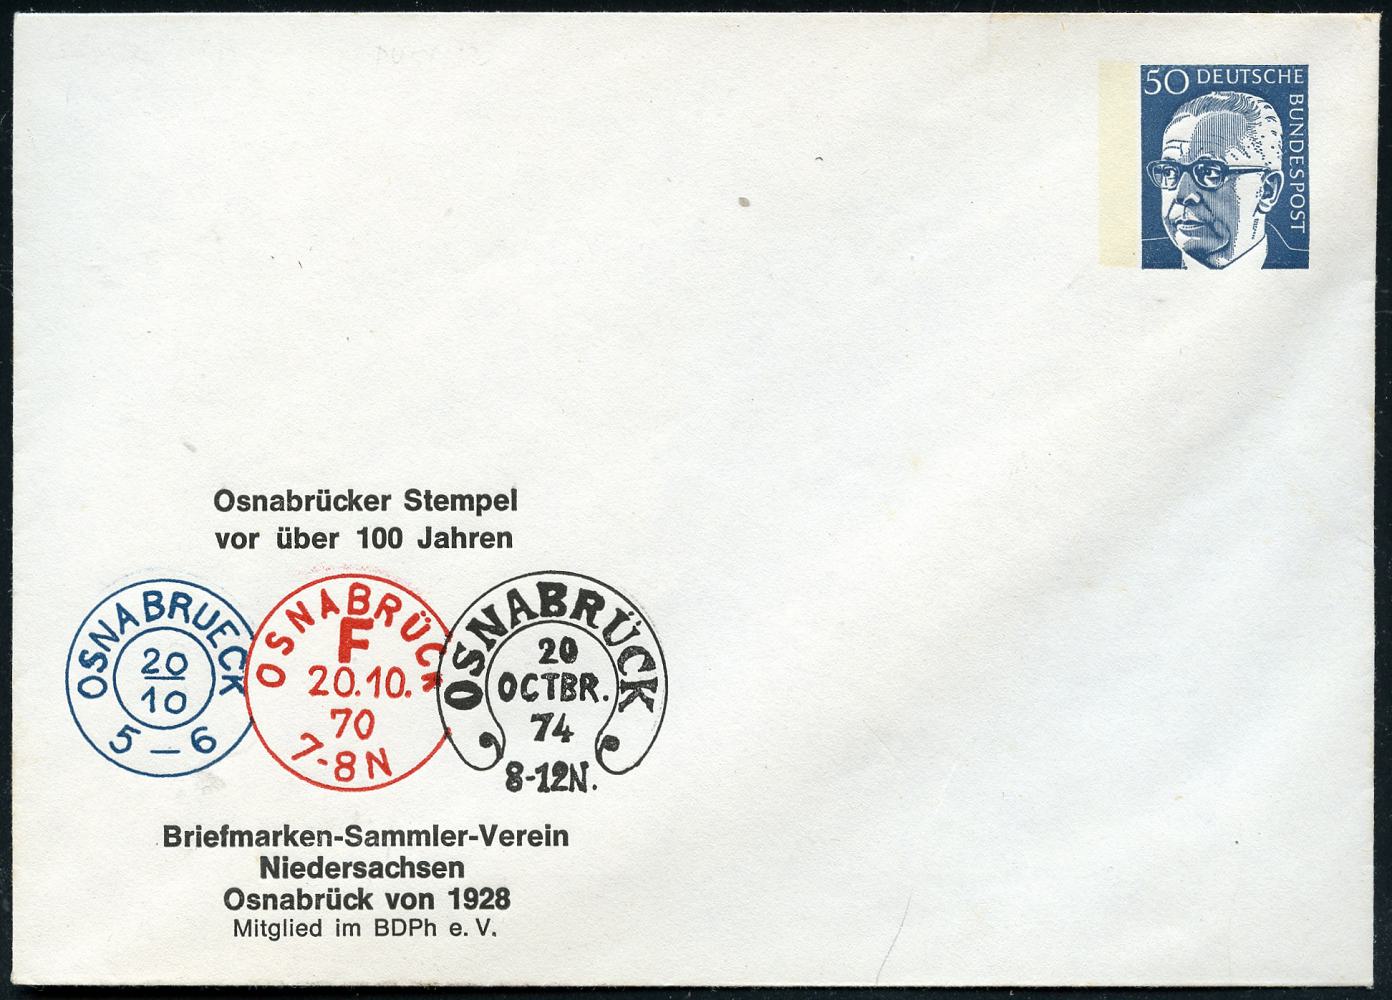 50 DEUTSCHE
BUNDESPOST
Osnabrücker Stempel
vor über 100 Jahren
OSNABRUECK
20
10
5 – 6
OSNABRÜCK
F
20.10.
70
7-8N
OSNABRÜCK
20
OCTBR.
74
8-12N.
Briefmarken-Sammler-Verein
Niedersachsen
Osnabrück von 1928
Mitglied im BDPh e. V.